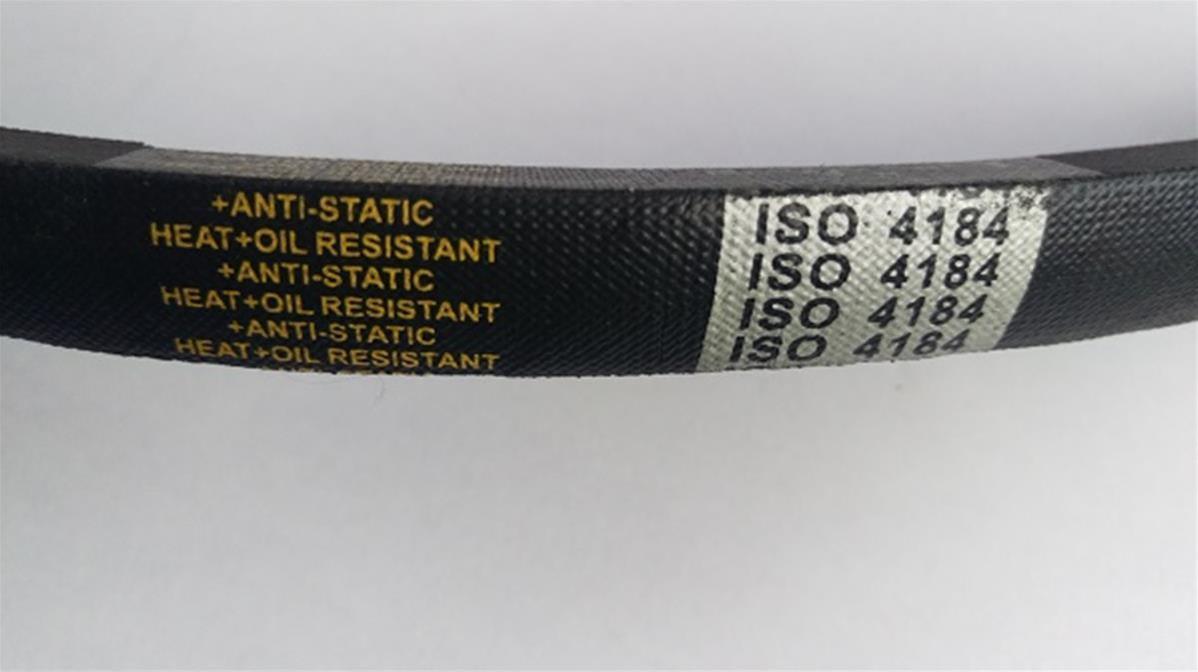 +ANTI-STATIC
HEAT+OIL RESISTANT
+ANTI-STATIC
HEAT+OIL RESISTANT
+ANTI-STATIC
HEAT+OIL RESISTANT
ISO 4184
ISO 4184
ISO 4184
ISO 4184